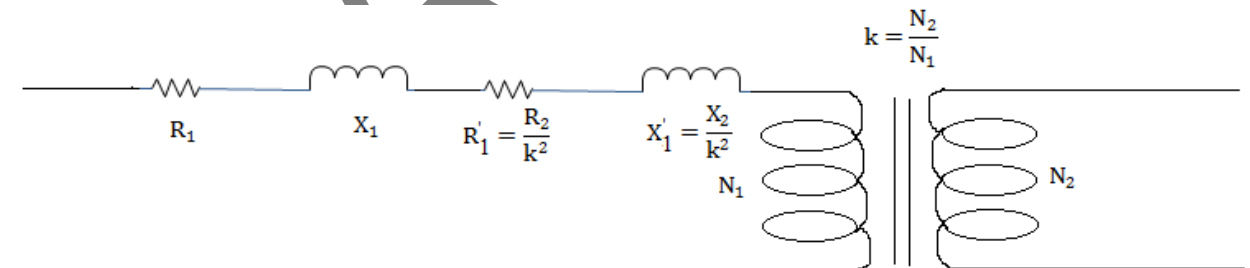 k = N₂/N₁
R₁
X₁
R'₁ = R₂/k²
X'₁ = X₂/k²
N₁
N₂